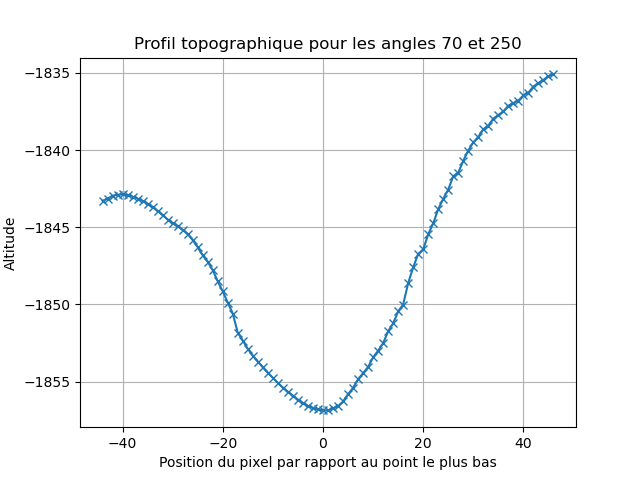 Profil topographique pour les angles 70 et 250
−1835
−1840
−1845
−1850
−1855
Altitude
−40 −20 0 20 40
Position du pixel par rapport au point le plus bas